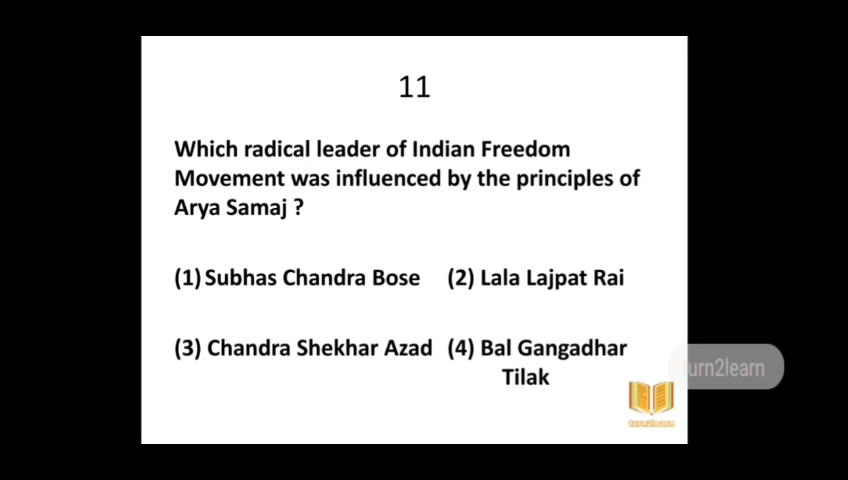 11
Which radical leader of Indian Freedom
Movement was influenced by the principles of
Arya Samaj ?
(1) Subhas Chandra Bose (2) Lala Lajpat Rai
(3) Chandra Shekhar Azad (4) Bal Gangadhar
Tilak
turn2learn
turn2learn